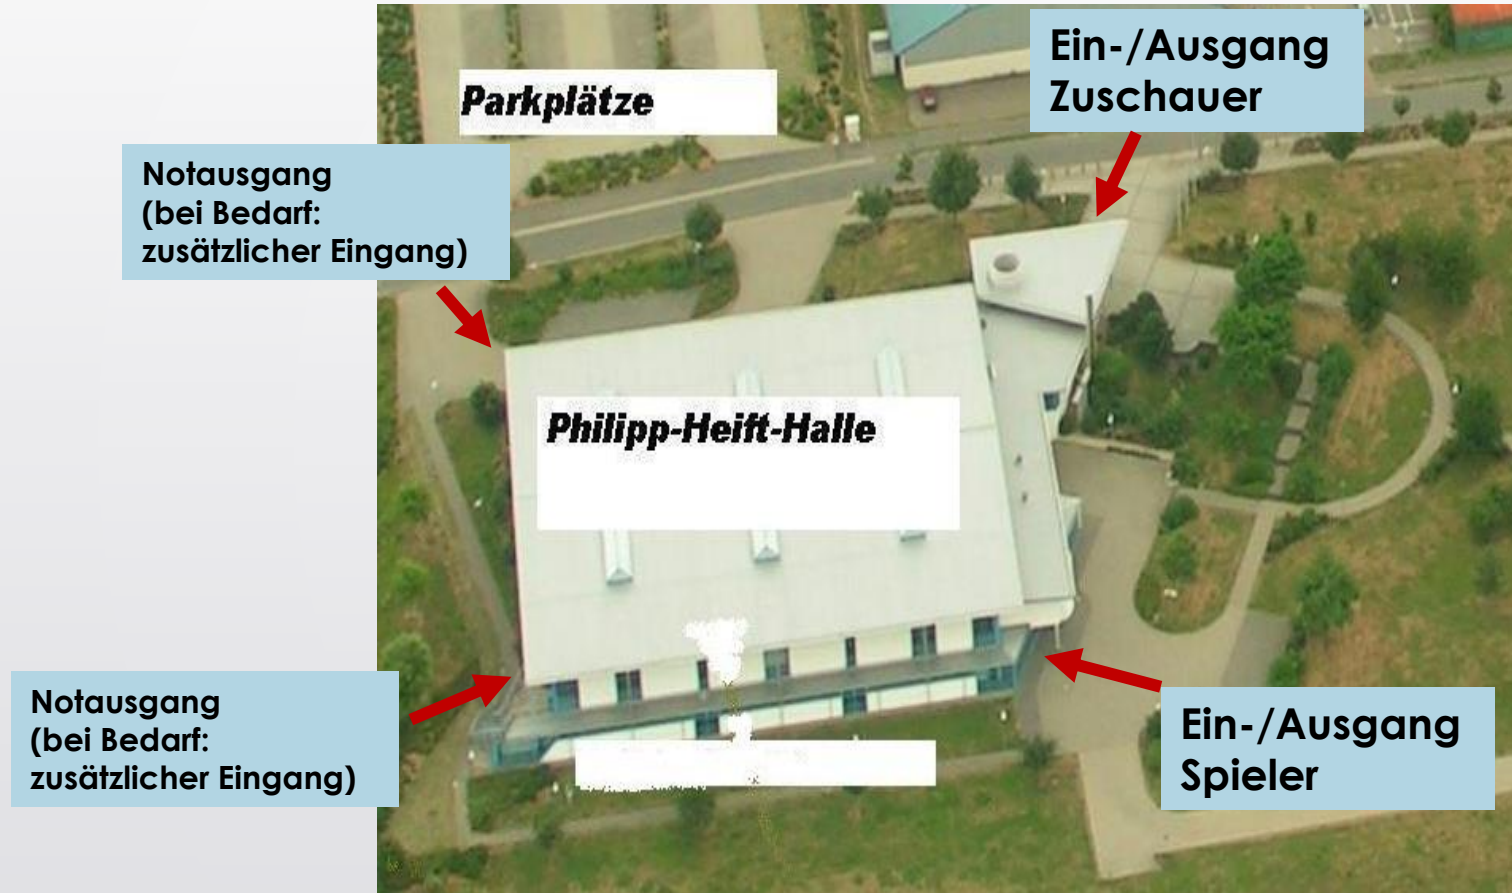 Ein-/Ausgang
Zuschauer
Parkplätze
Notausgang
(bei Bedarf:
zusätzlicher Eingang)
Philipp-Heift-Halle
Notausgang
(bei Bedarf:
zusätzlicher Eingang)
Ein-/Ausgang
Spieler